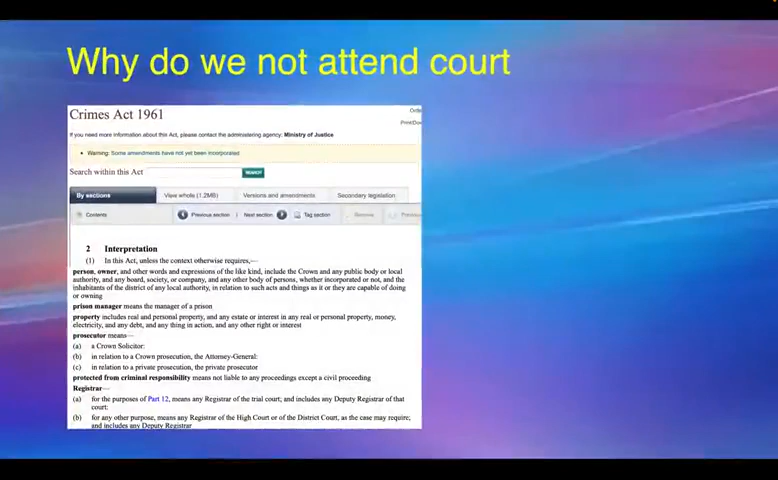 Why do we not attend court
Crimes Act 1961
If you need more information about this Act, please contact the administering agency: Ministry of Justice
Warning: Some amendments have not yet been incorporated
Search within this Act
SEARCH
By sections
View whole (1.2MB)
Versions and amendments
Secondary legislation
Contents
Previous section
Next section
Tag section
Remove
2 Interpretation
(1) In this Act, unless the context otherwise requires,—
person, owner, and other words and expressions of the like kind, include the Crown and any public body or local
authority, and any board, society, or company, and any other body of persons, whether incorporated or not, and the
inhabitants of the district of any local authority, in relation to such acts and things as it or they are capable of doing
or owning
prison manager means the manager of a prison
property includes real and personal property, and any estate or interest in any real or personal property, money,
electricity, and any debt, and any thing in action, and any other right or interest
prosecutor means—
(a) a Crown Solicitor:
(b) in relation to a Crown prosecution, the Attorney-General:
(c) in relation to a private prosecution, the private prosecutor
protected from criminal responsibility means not liable to any proceedings except a civil proceeding
Registrar—
(a) for the purposes of Part 12, means any Registrar of the trial court; and includes any Deputy Registrar of that
court:
(b) for any other purpose, means any Registrar of the High Court or of the District Court, as the case may require;
and includes any Deputy Registrar